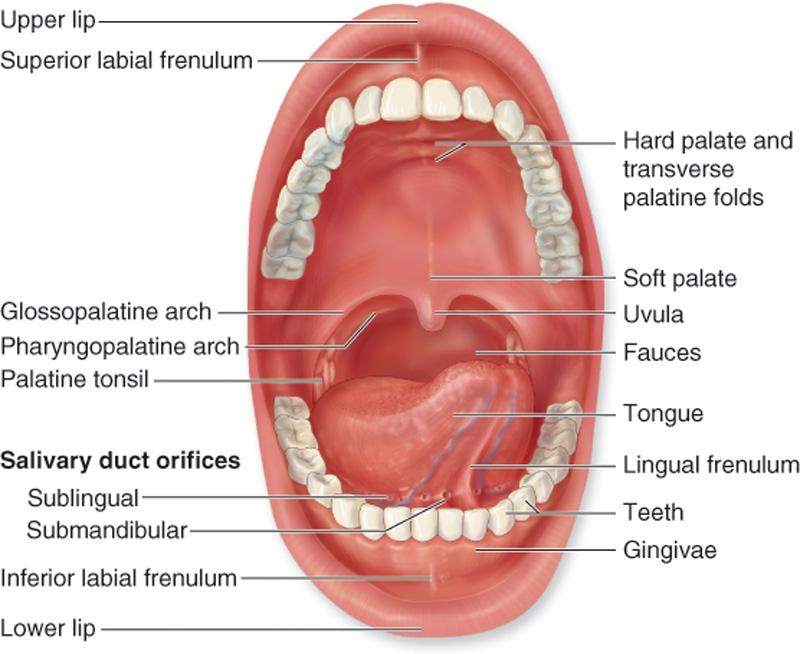 Upper lip
Superior labial frenulum
Hard palate and
transverse
palatine folds
Soft palate
Glossopalatine arch
Uvula
Pharyngopalatine arch
Fauces
Palatine tonsil
Tongue
Salivary duct orifices
Lingual frenulum
Sublingual
Teeth
Submandibular
Gingivae
Inferior labial frenulum
Lower lip